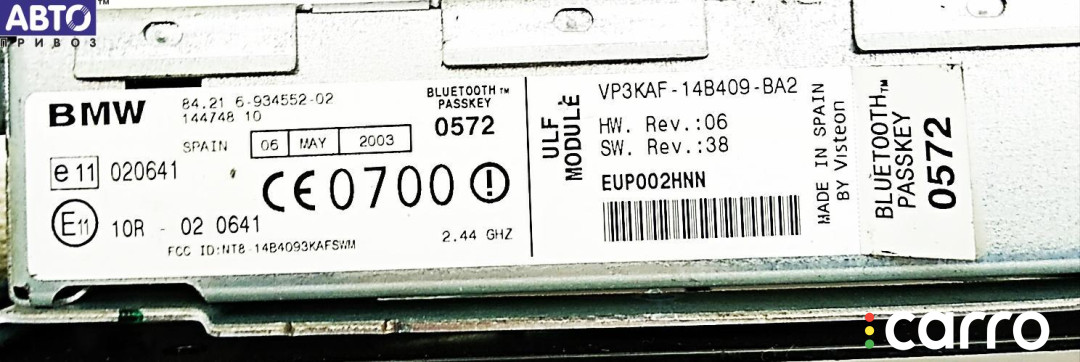 АВТО™
ПРИВОЗ
BMW
84.21 6-934552-02
144748 10
BLUETOOTH™
PASSKEY
0572
SPAIN 06 MAY 2003
e11 020641
CE0700
E11 10R - 02 0641
FCC ID:NT8-14B4093KAFSWM
2.44 GHZ
ULF
MODULE
VP3KAF-14B409-BA2
HW. Rev.:06
SW. Rev.:38
EUP002HNN
MADE IN SPAIN
BY Visteon
BLUETOOTH™
PASSKEY
0572
carro